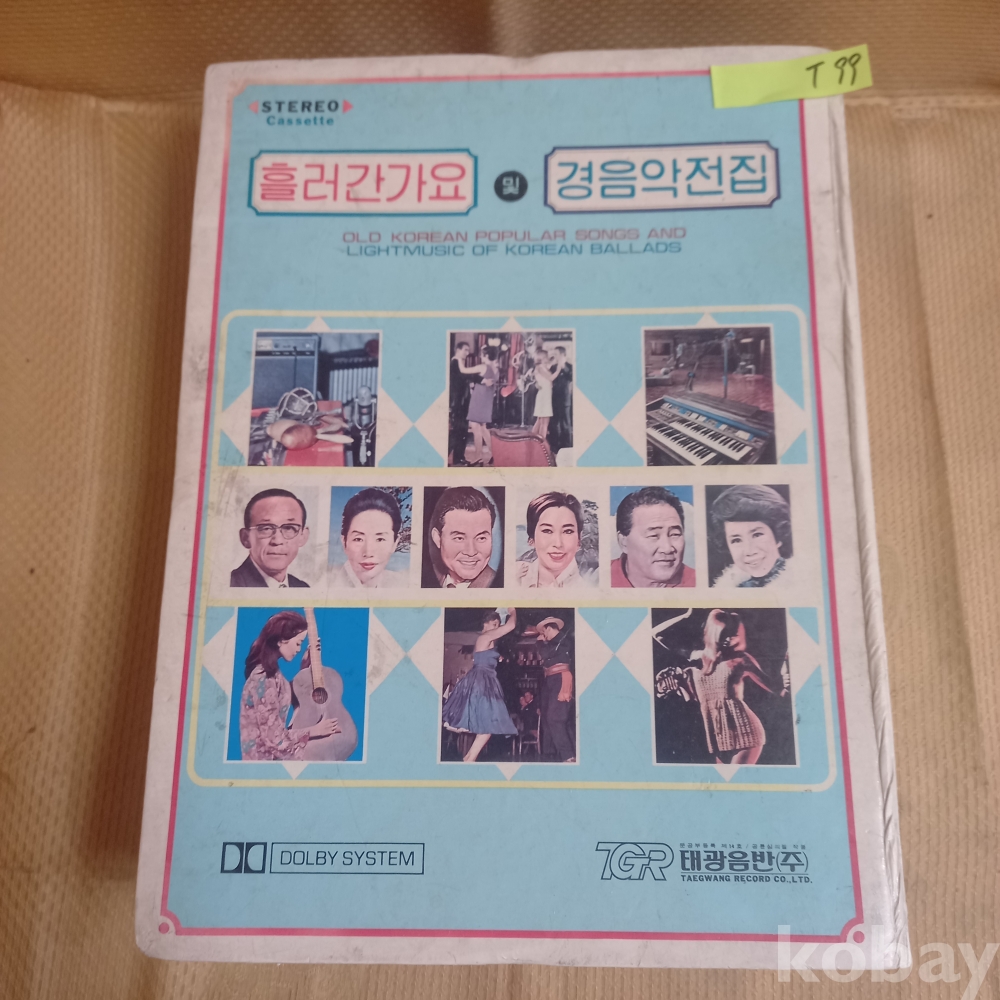 T 99
STEREO
Cassette
흘러간가요 및 경음악전집
OLD KOREAN POPULAR SONGS AND
LIGHTMUSIC OF KOREAN BALLADS
DOLBY SYSTEM
TGR
태광음반(주)
TAEGWANG RECORD CO.,LTD.
kobay